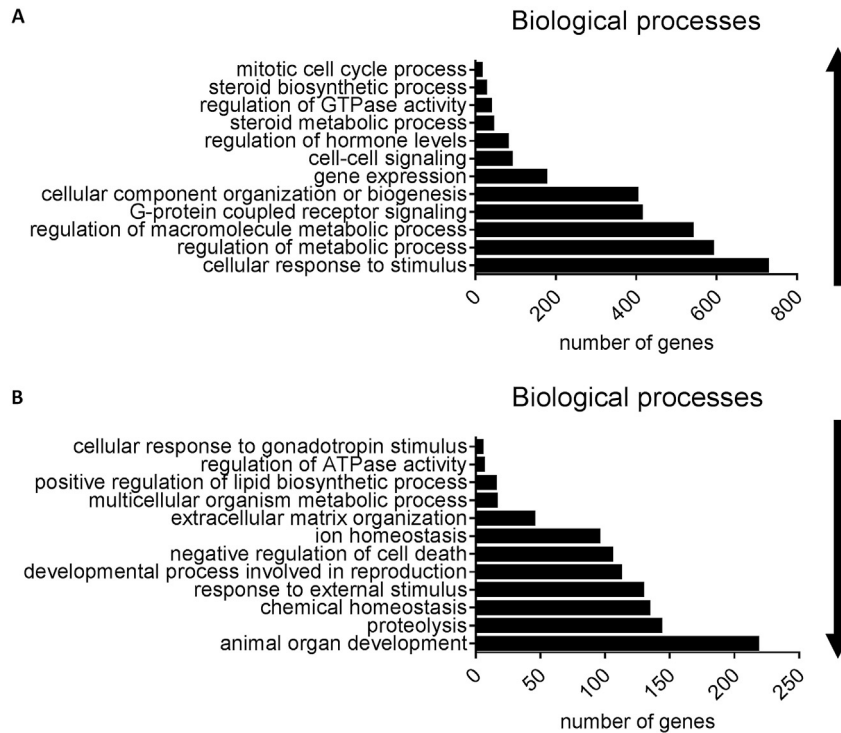 A
Biological processes
mitotic cell cycle process
steroid biosynthetic process
regulation of GTPase activity
steroid metabolic process
regulation of hormone levels
cell-cell signaling
gene expression
cellular component organization or biogenesis
G-protein coupled receptor signaling
regulation of macromolecule metabolic process
regulation of metabolic process
cellular response to stimulus
0 200 400 600 800
number of genes
B
Biological processes
cellular response to gonadotropin stimulus
regulation of ATPase activity
positive regulation of lipid biosynthetic process
multicellular organism metabolic process
extracellular matrix organization
ion homeostasis
negative regulation of cell death
developmental process involved in reproduction
response to external stimulus
chemical homeostasis
proteolysis
animal organ development
0 50 100 150 200 250
number of genes